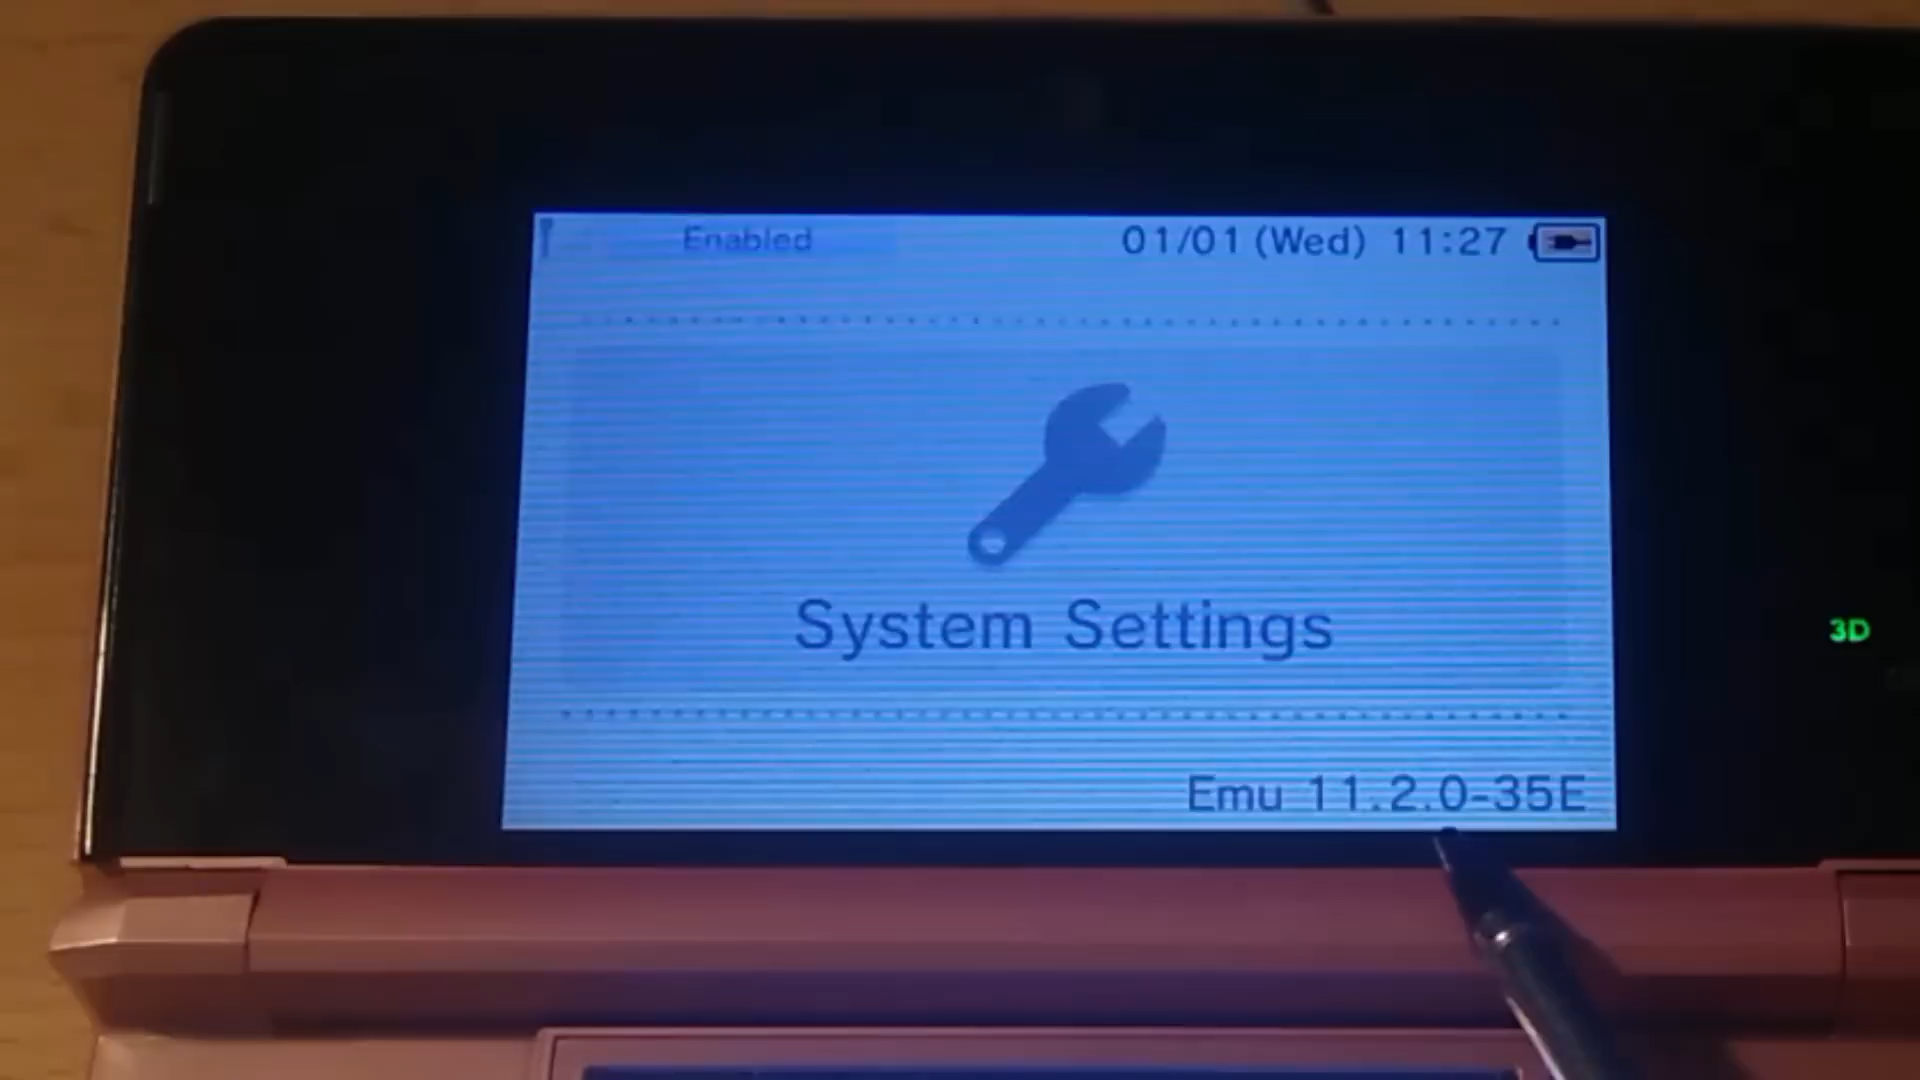 Enabled 01/01 (Wed) 11:27
System Settings
Emu 11.2.0-35E
3D